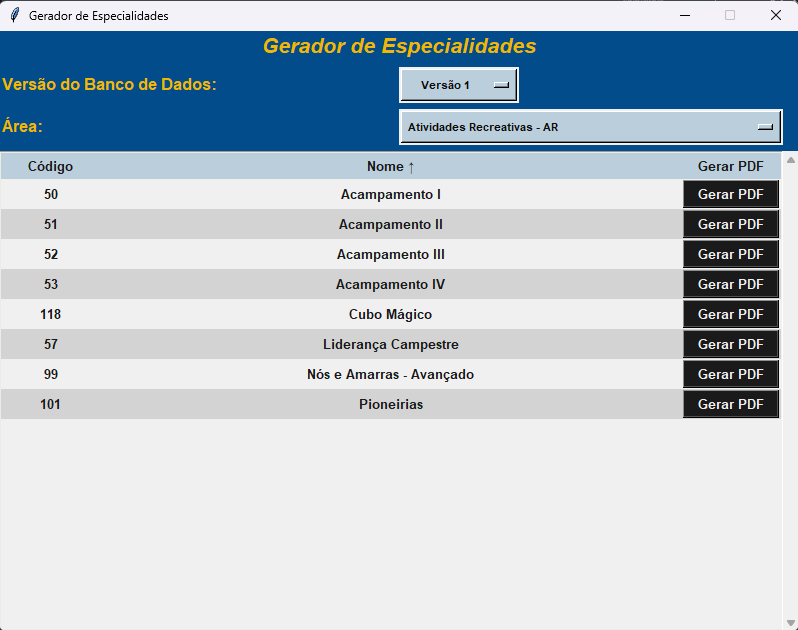 Gerador de Especialidades
Gerador de Especialidades
Versão do Banco de Dados: Versão 1
Área: Atividades Recreativas - AR
Código Nome ↑ Gerar PDF
50 Acampamento I Gerar PDF
51 Acampamento II Gerar PDF
52 Acampamento III Gerar PDF
53 Acampamento IV Gerar PDF
118 Cubo Mágico Gerar PDF
57 Liderança Campestre Gerar PDF
99 Nós e Amarras - Avançado Gerar PDF
101 Pioneirias Gerar PDF